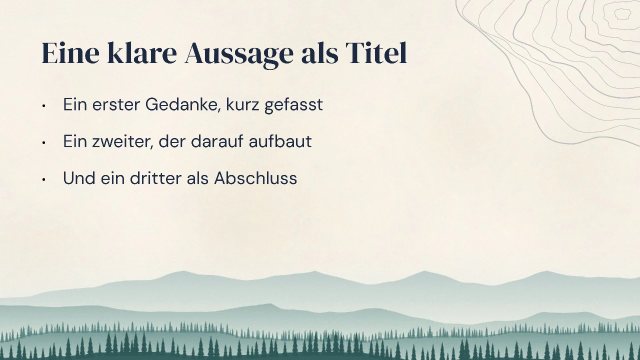 Eine klare Aussage als Titel
• Ein erster Gedanke, kurz gefasst
• Ein zweiter, der darauf aufbaut
• Und ein dritter als Abschluss